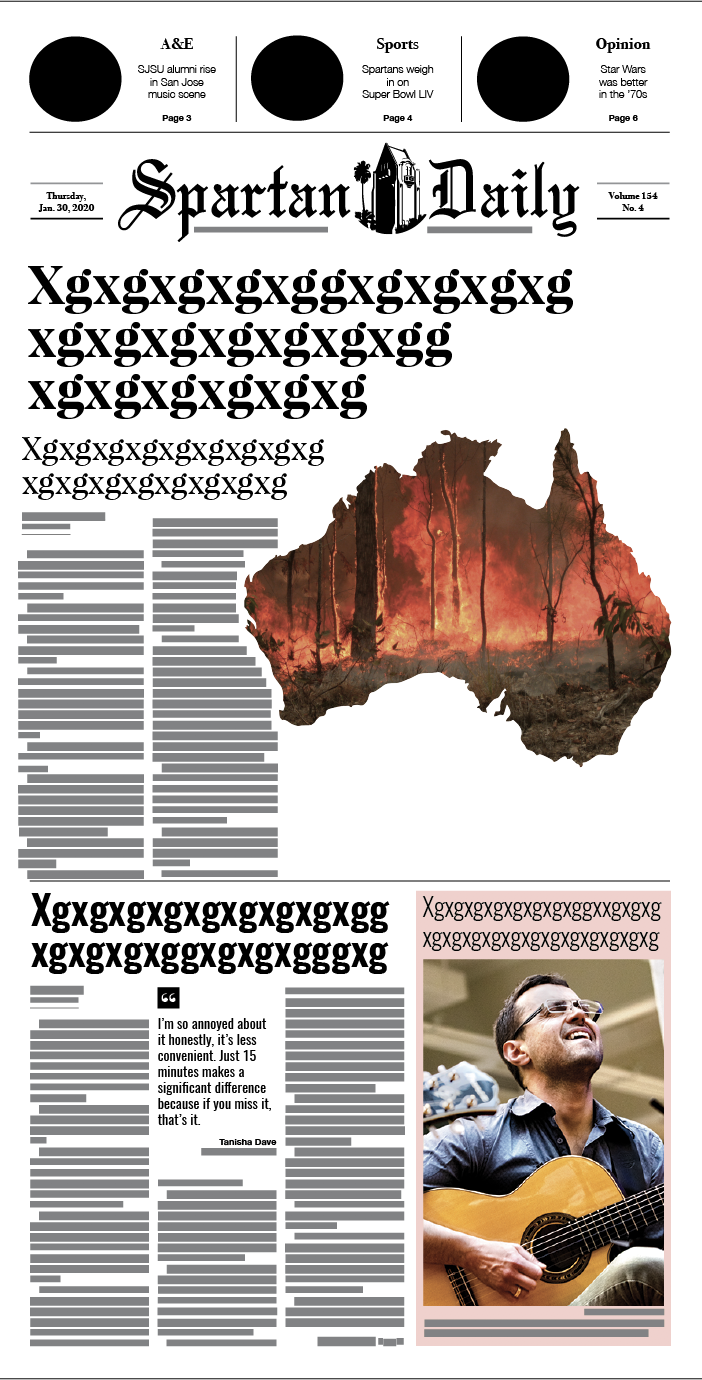 A&E
SJSU alumni rise
in San Jose
music scene
Page 3
Sports
Spartans weigh
in on
Super Bowl LIV
Page 4
Opinion
Star Wars
was better
in the '70s
Page 6
Thursday,
Jan. 30, 2020
Spartan Daily
Volume 154
No. 4
Xgxgxgxgxggxgxgxgxg
xgxgxgxgxgxgxgg
xgxgxgxgxgxg
Xgxgxgxgxgxgxgxgxg
xgxgxgxgxgxgxgxg
Xgxgxgxgxgxgxgxgxgg
xgxgxgxggxgxgxgggxg
“
I’m so annoyed about
it honestly, it’s less
convenient. Just 15
minutes makes a
significant difference
because if you miss it,
that’s it.
Tanisha Dave
Xgxgxgxgxgxgxgxggxxgxgxg
xgxgxgxgxgxgxgxgxgxgxgxg